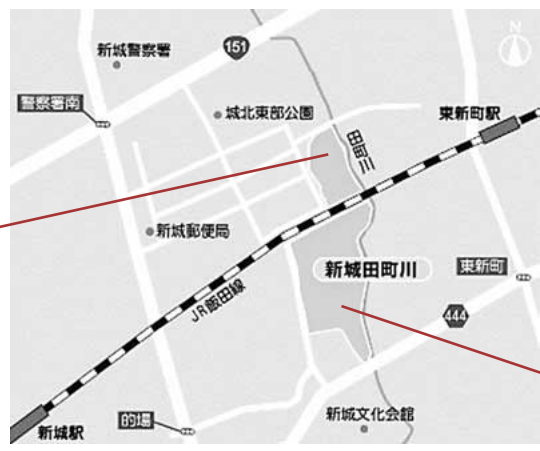 N
新城警察署
151
警察署南
城北東部公園
東新町駅
田町川
新城郵便局
新城田町川
東新町
JR飯田線
444
新城駅
的場
新城文化会館